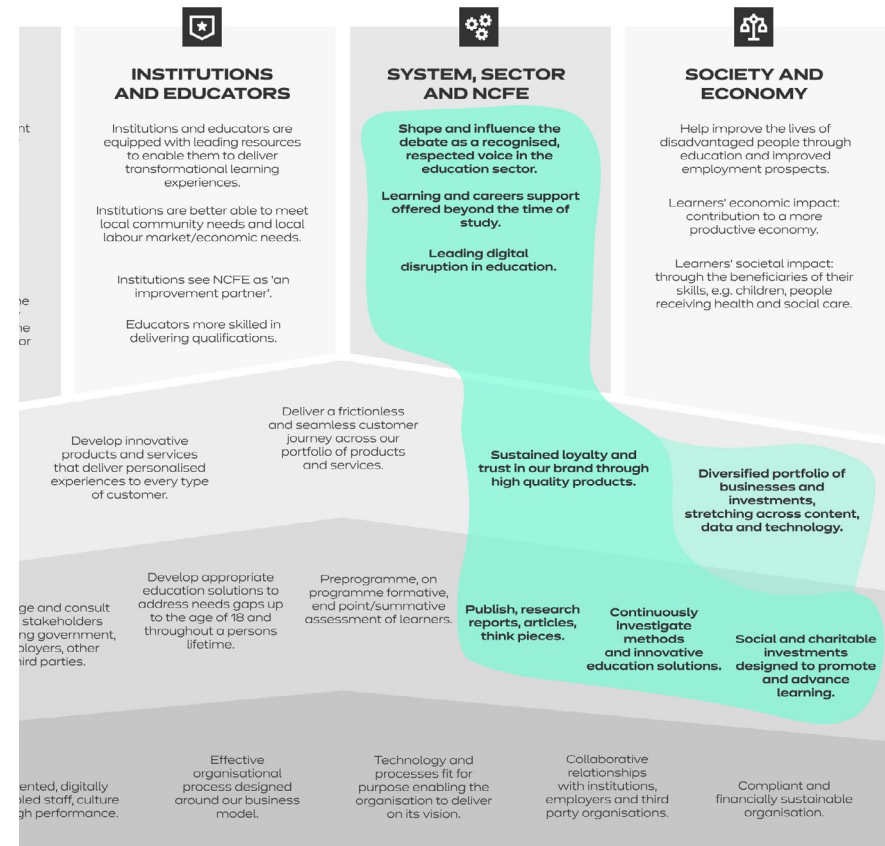 INSTITUTIONS
AND EDUCATORS
Institutions and educators are
equipped with leading resources
to enable them to deliver
transformational learning
experiences.
Institutions are better able to meet
local community needs and local
labour market/economic needs.
Institutions see NCFE as 'an
improvement partner'.
Educators more skilled in
delivering qualifications.
SYSTEM, SECTOR
AND NCFE
Shape and influence the
debate as a recognised,
respected voice in the
education sector.
Learning and careers support
offered beyond the time of
study.
Leading digital
disruption in education.
SOCIETY AND
ECONOMY
Help improve the lives of
disadvantaged people through
education and improved
employment prospects.
Learners' economic impact:
contribution to a more
productive economy.
Learners' societal impact:
through the beneficiaries of their
skills, e.g. children, people
receiving health and social care.
Develop innovative
products and services
that deliver personalised
experiences to every type
of customer.
Deliver a frictionless
and seamless customer
journey across our
portfolio of products
and services.
Sustained loyalty and
trust in our brand through
high quality products.
Diversified portfolio of
businesses and
investments,
stretching across content,
data and technology.
and consult
stakeholders
government,
other
parties.
Develop appropriate
education solutions to
address needs gaps up
to the age of 18 and
throughout a persons
lifetime.
Preprogramme, on
programme formative,
end point/summative
assessment of learners.
Publish, research
reports, articles,
think pieces.
Continuously
investigate
methods
and innovative
education solutions.
Social and charitable
investments
designed to promote
and advance
learning.
digitally
staff, culture
performance.
Effective
organisational
process designed
around our business
model.
Technology and
processes fit for
purpose enabling the
organisation to deliver
on its vision.
Collaborative
relationships
with institutions,
employers and third
party organisations.
Compliant and
financially sustainable
organisation.